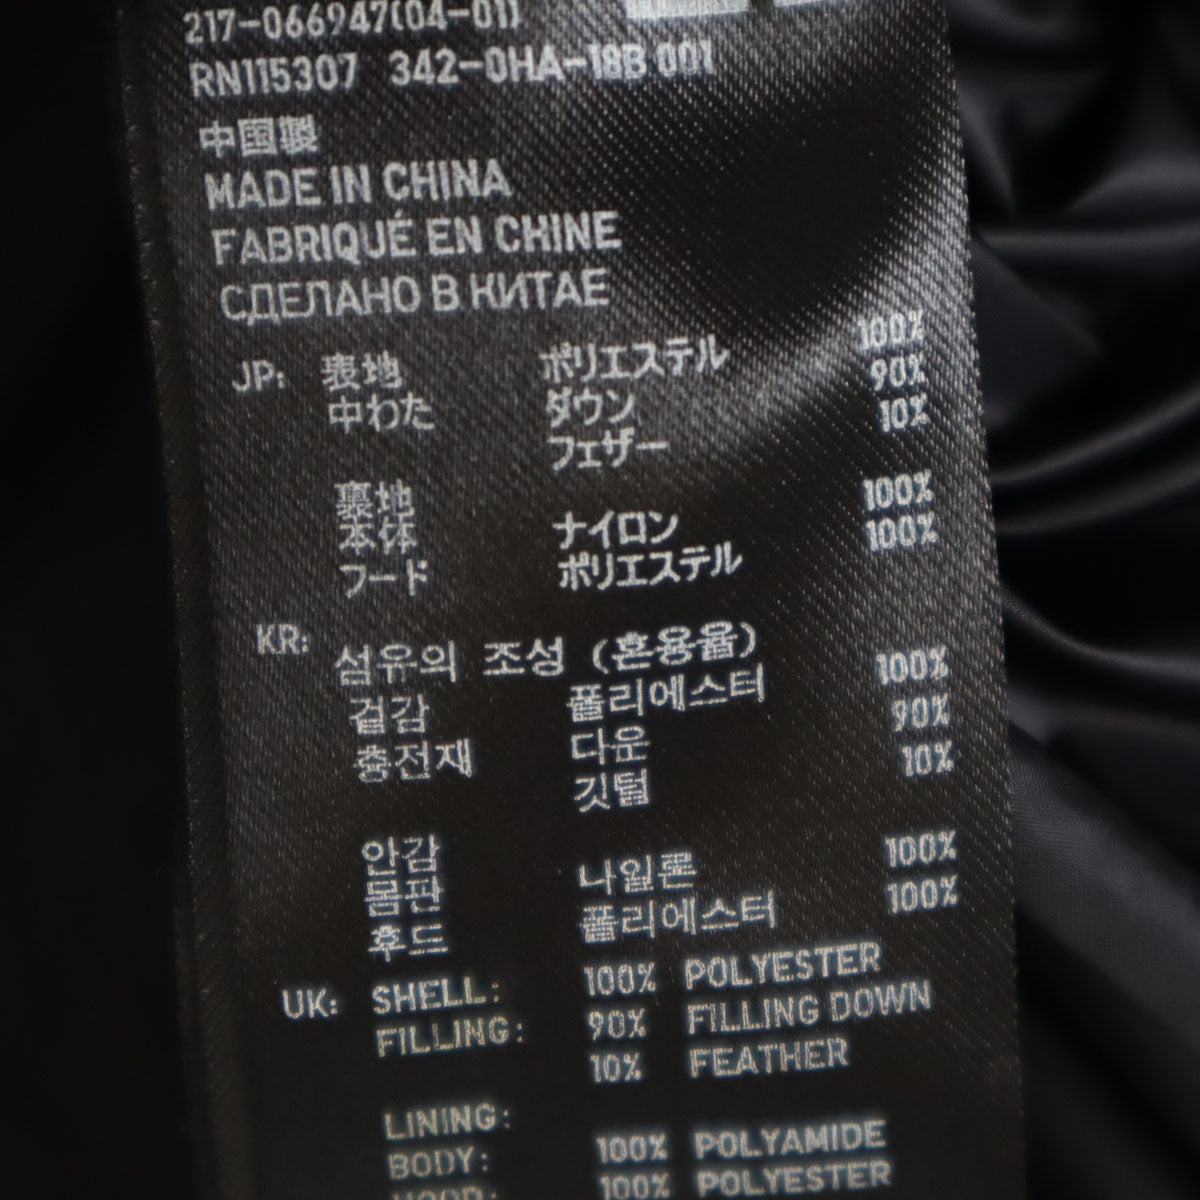 217-066947(04-01)
RN115307 342-0HA-18B 001
中国製
MADE IN CHINA
FABRIQUÉ EN CHINE
СДЕЛАНО В КИТАЕ
JP: 表地 ポリエステル 100%
中わた ダウン 90%
フェザー 10%
裏地
本体 ナイロン 100%
フード ポリエステル 100%
KR: 섬유의 조성 (혼용율)
겉감 폴리에스터 100%
충전재 다운 90%
깃털 10%
안감
몸판 나일론 100%
후드 폴리에스터 100%
UK: SHELL: 100% POLYESTER
FILLING: 90% FILLING DOWN
10% FEATHER
LINING:
BODY: 100% POLYAMIDE
HOOD: 100% POLYESTER